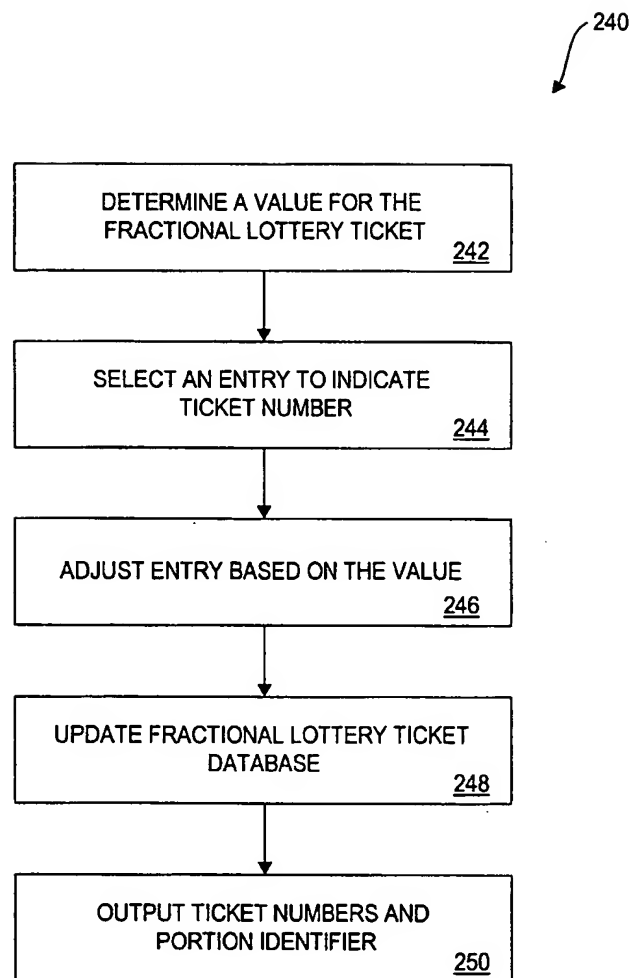 240
DETERMINE A VALUE FOR THE
FRACTIONAL LOTTERY TICKET
242
SELECT AN ENTRY TO INDICATE
TICKET NUMBER
244
ADJUST ENTRY BASED ON THE VALUE
246
UPDATE FRACTIONAL LOTTERY TICKET
DATABASE
248
OUTPUT TICKET NUMBERS AND
PORTION IDENTIFIER
250